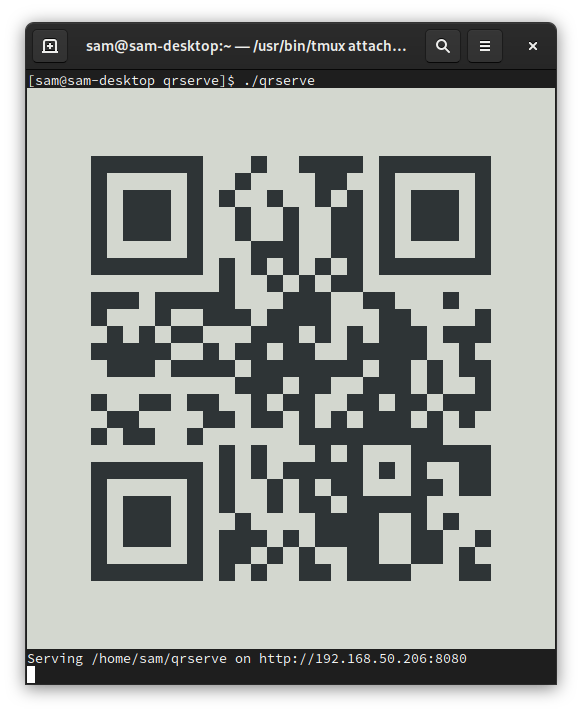 sam@sam-desktop:~ — /usr/bin/tmux attach…
[sam@sam-desktop qrserve]$ ./qrserve
Serving /home/sam/qrserve on http://192.168.50.206:8080